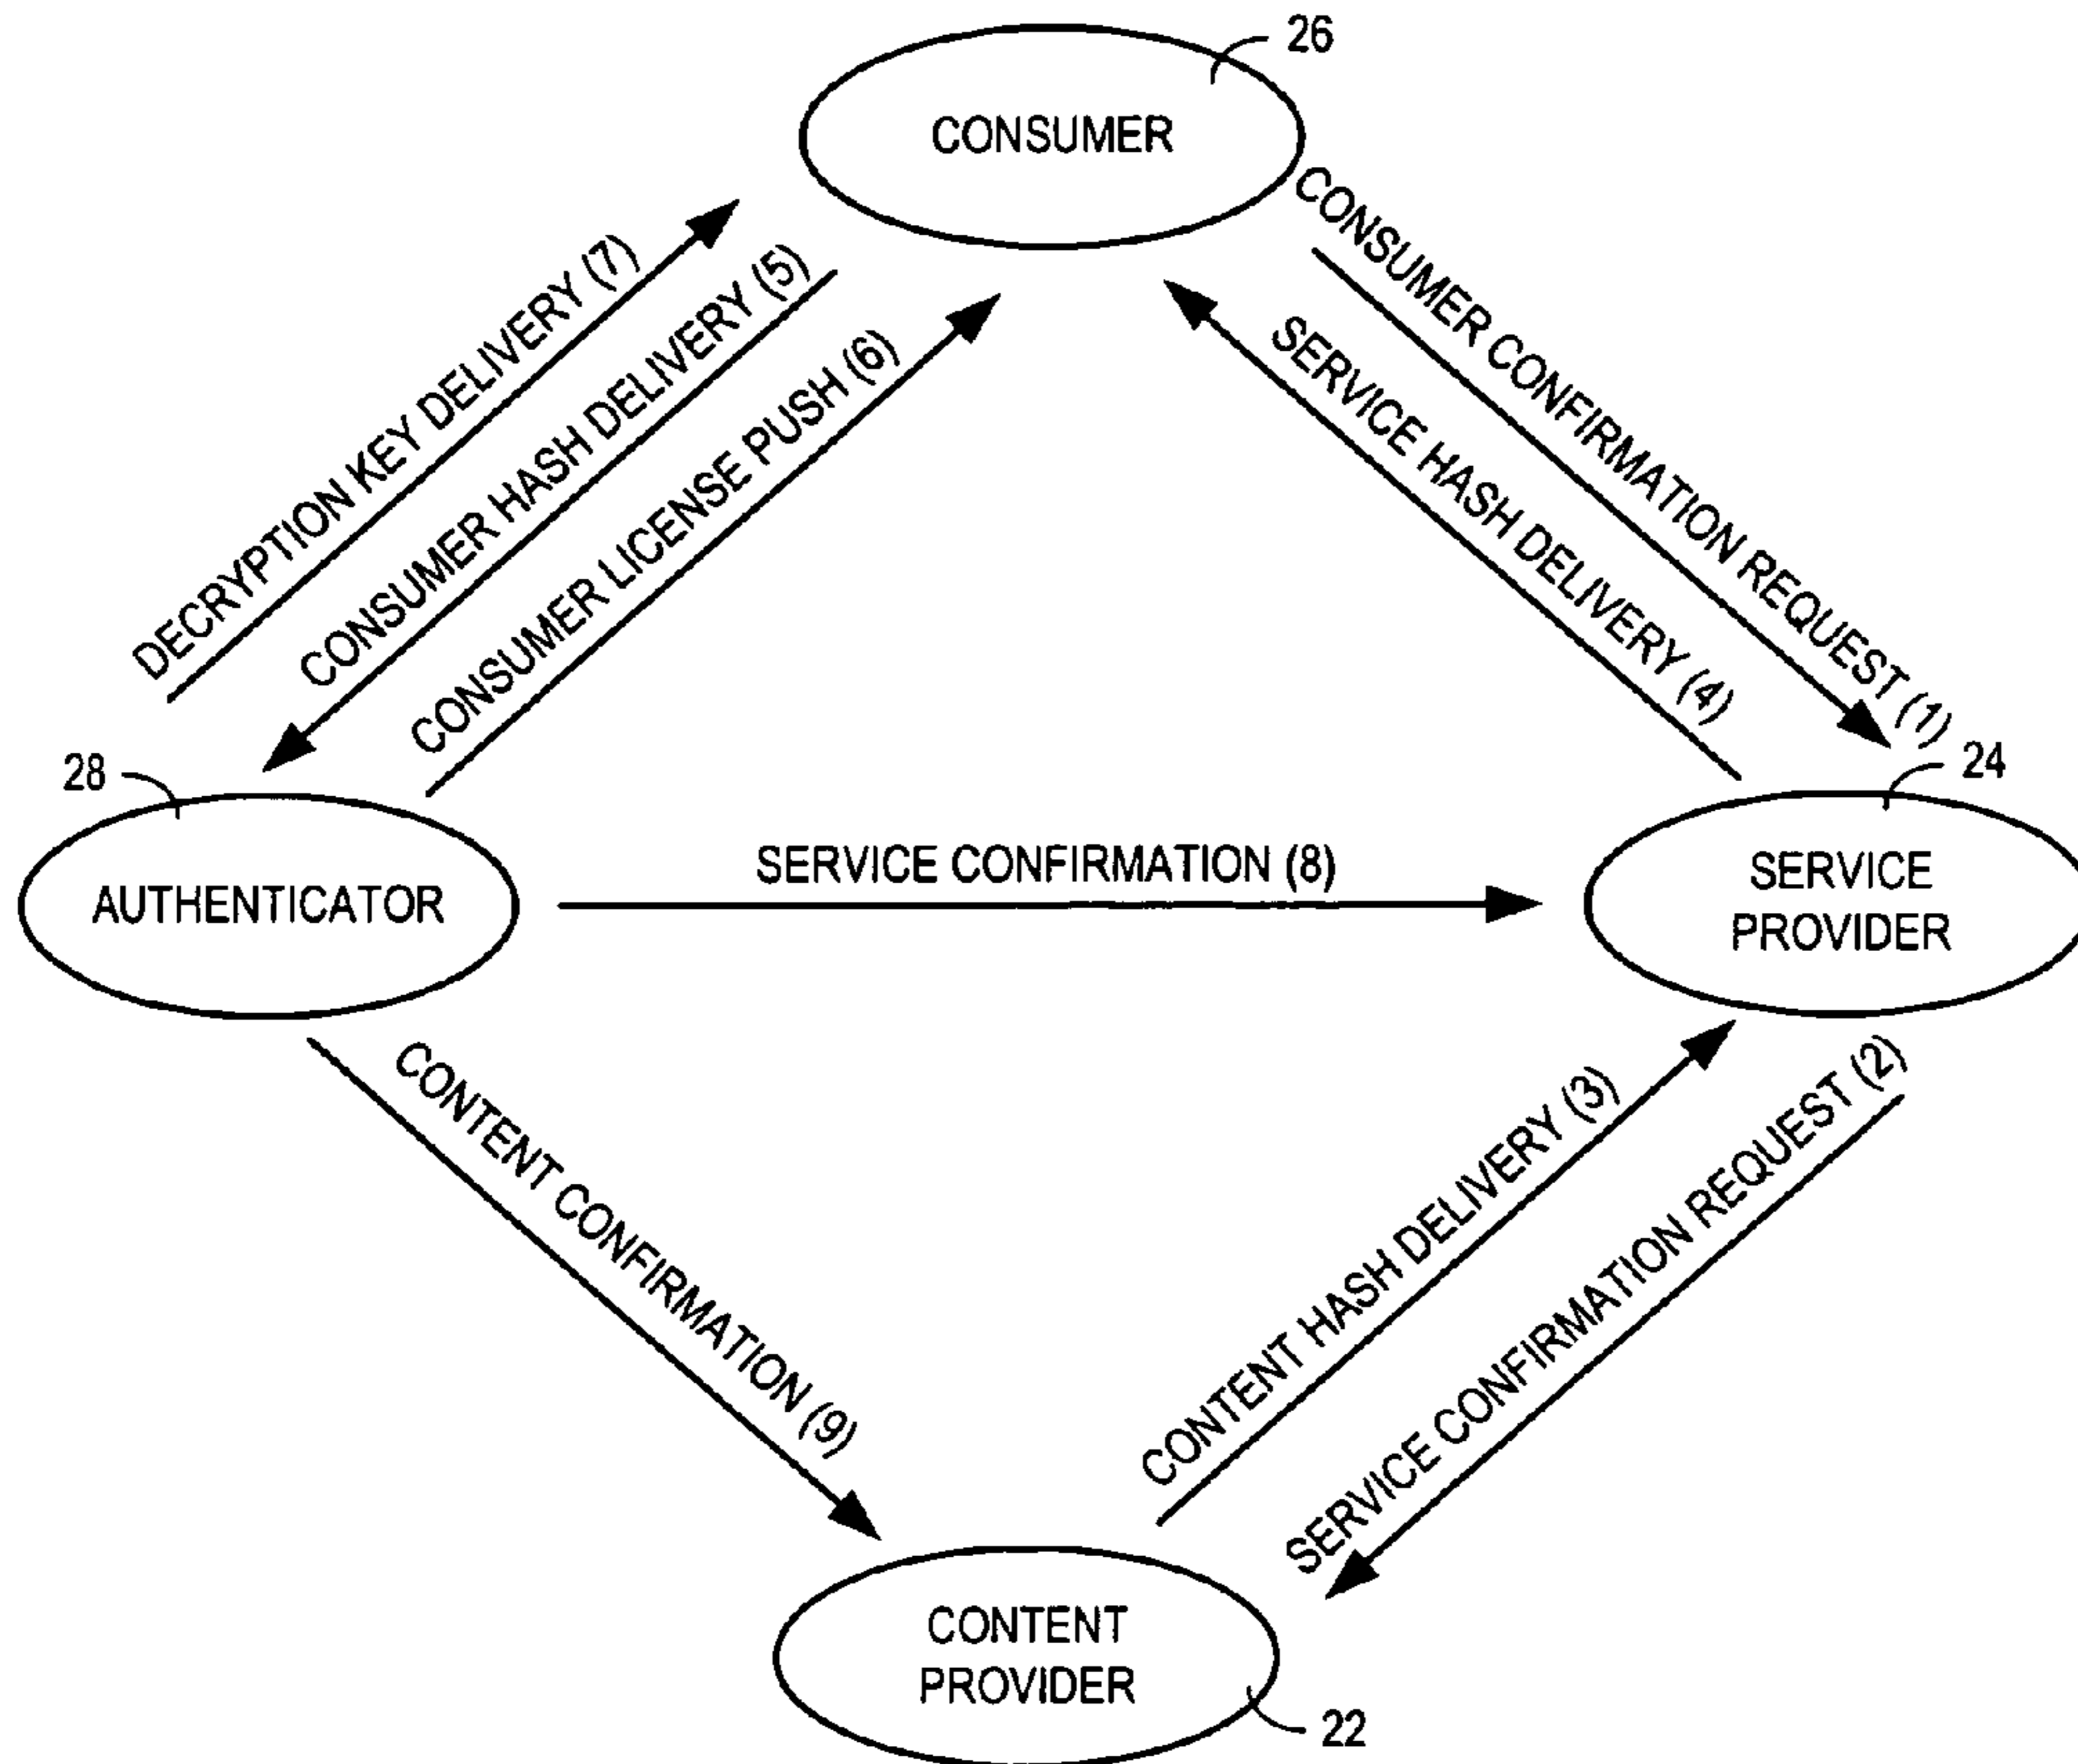 26
CONSUMER
CONSUMER CONFIRMATION REQUEST (1)
SERVICE HASH DELIVERY (4)
DECRYPTION KEY DELIVERY (7)
CONSUMER HASH DELIVERY (5)
CONSUMER LICENSE PUSH (6)
28
24
AUTHENTICATOR
SERVICE CONFIRMATION (8)
SERVICE
PROVIDER
CONTENT CONFIRMATION (9)
CONTENT HASH DELIVERY (3)
SERVICE CONFIRMATION REQUEST (2)
CONTENT
PROVIDER
22